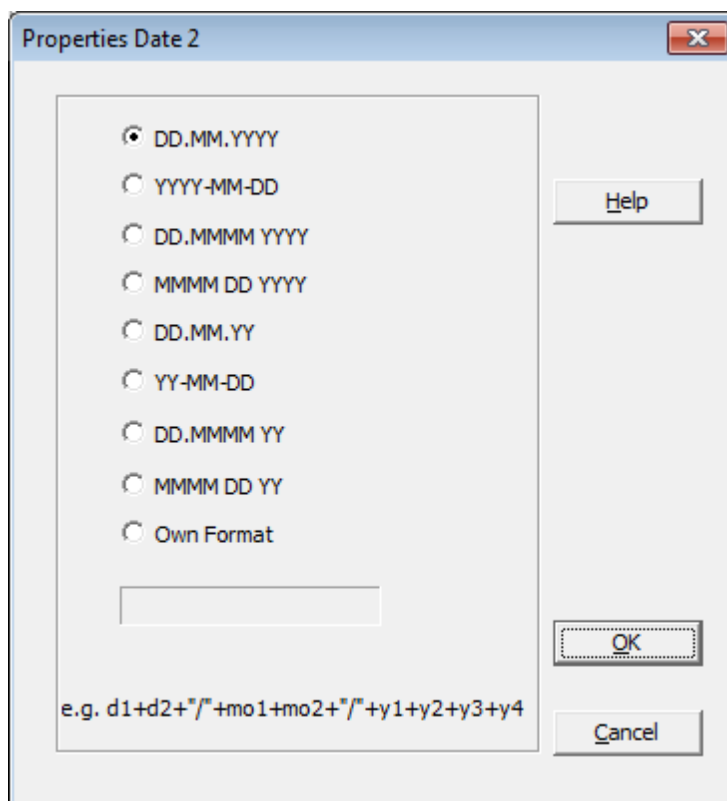 Properties Date 2
DD.MM.YYYY
YYYY-MM-DD
Help
DD.MMMM YYYY
MMMM DD YYYY
DD.MM.YY
YY-MM-DD
DD.MMMM YY
MMMM DD YY
Own Format
OK
e.g. d1+d2+"/"+mo1+mo2+"/"+y1+y2+y3+y4
Cancel